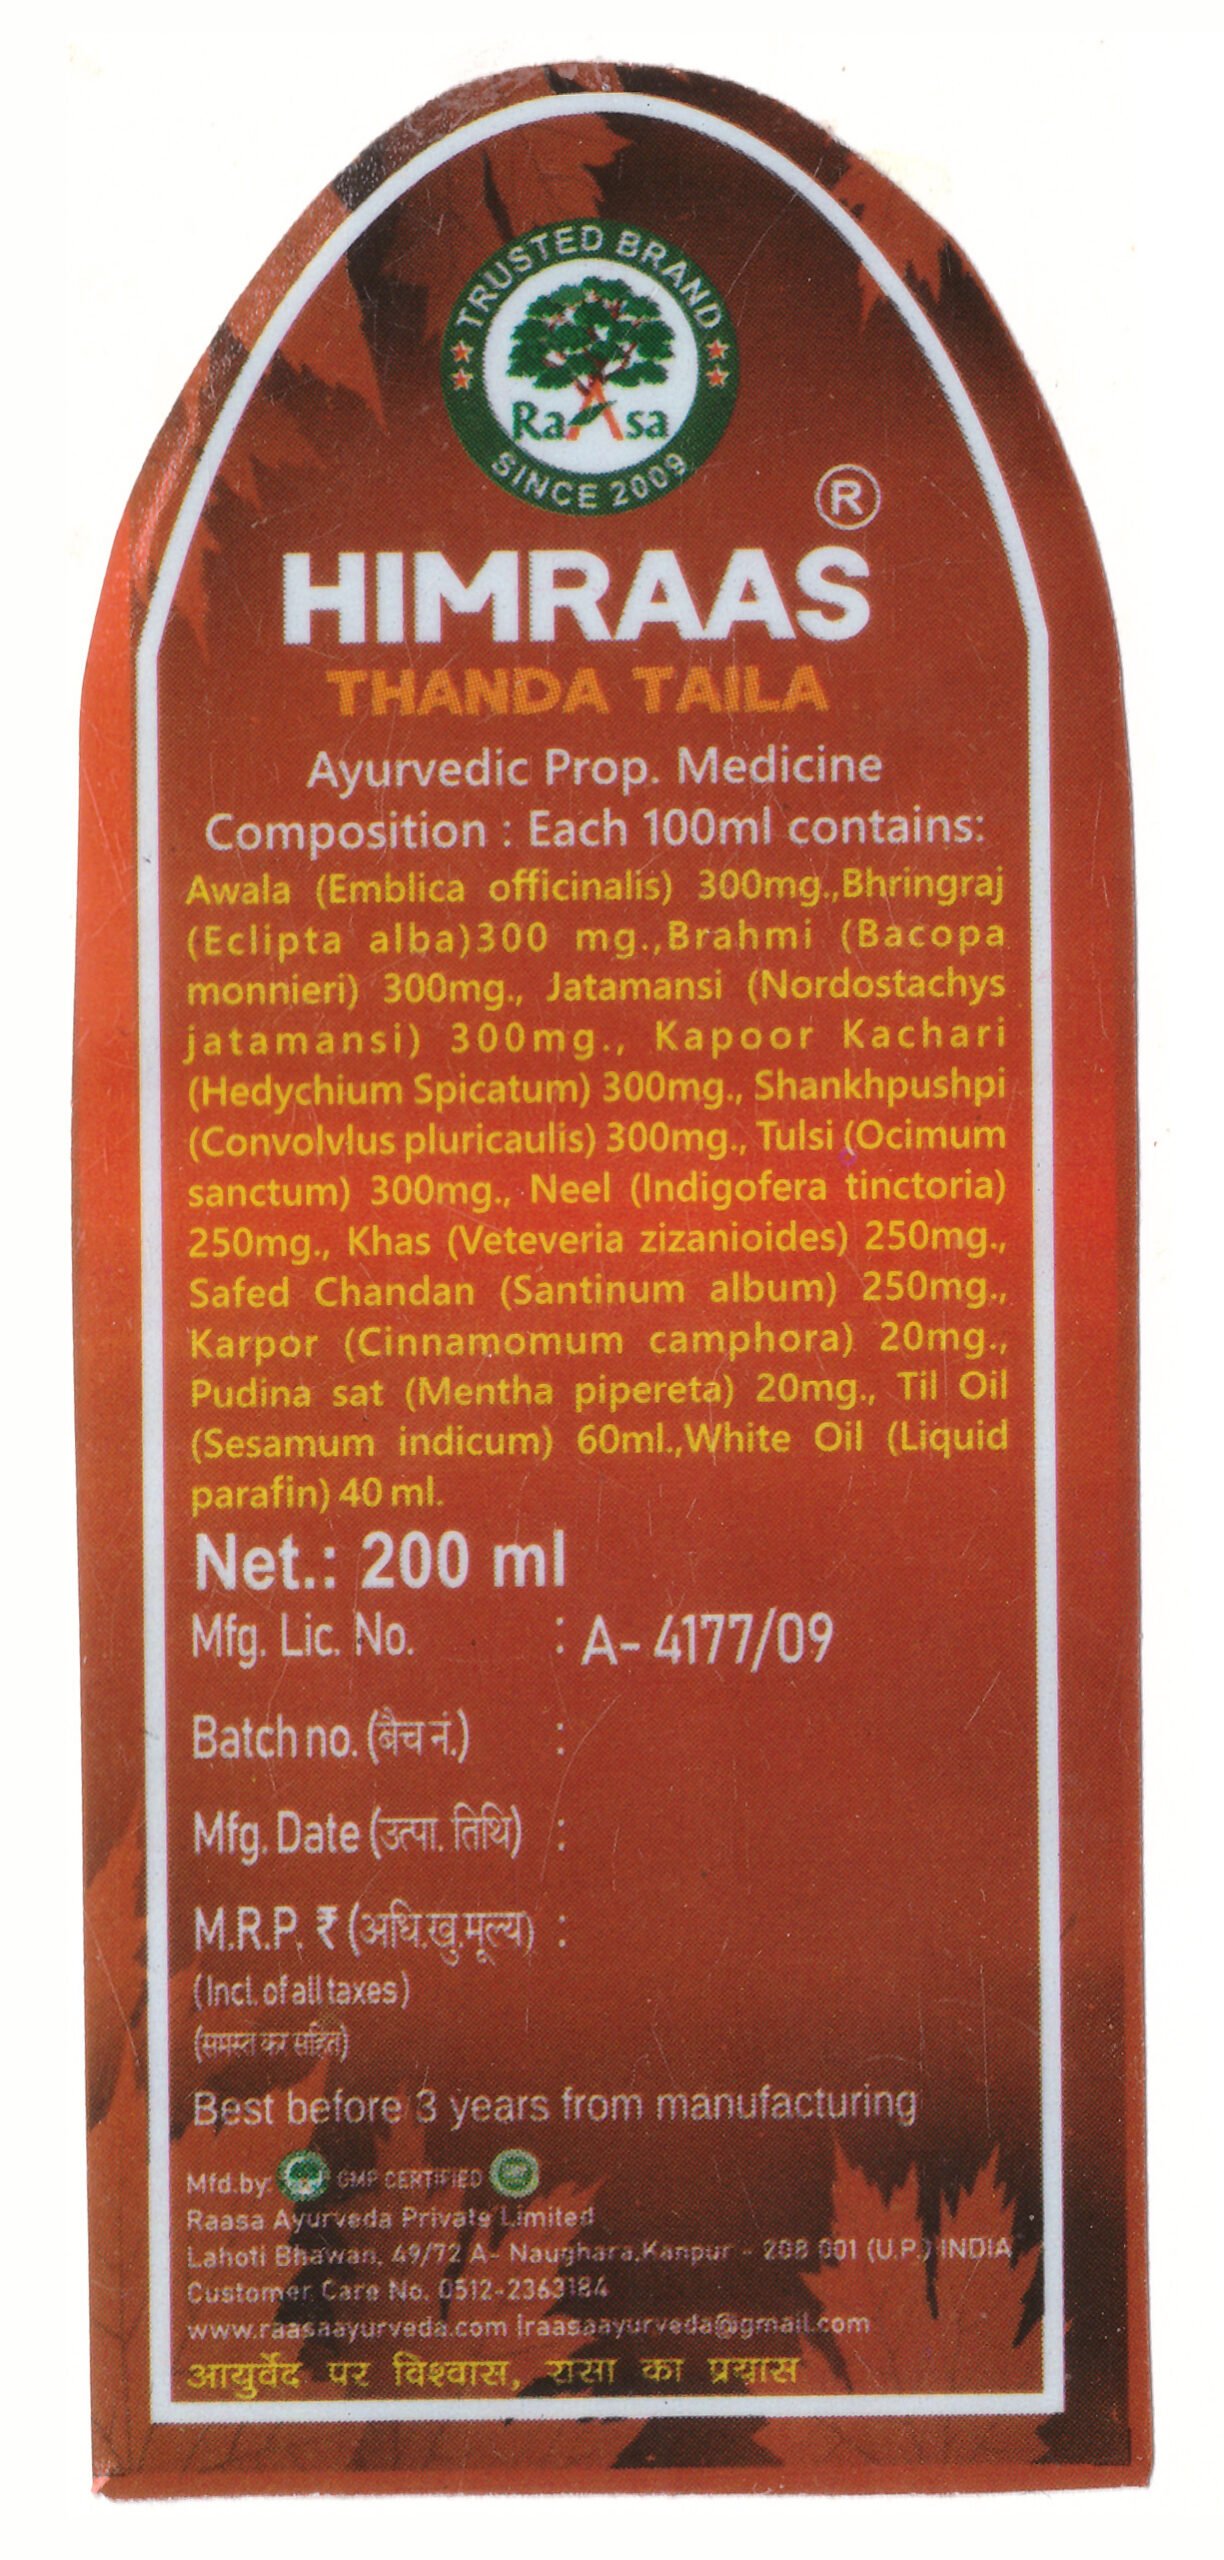 TRUSTED BRAND
RaAsa
SINCE 2009
®
HIMRAAS
THANDA TAILA
Ayurvedic Prop. Medicine
Composition : Each 100ml contains:
Awala (Emblica officinalis) 300mg.,Bhringraj
(Eclipta alba)300 mg.,Brahmi (Bacopa
monnieri) 300mg., Jatamansi (Nordostachys
jatamansi) 300mg., Kapoor Kachari
(Hedychium Spicatum) 300mg., Shankhpushpi
(Convolvlus pluricaulis) 300mg., Tulsi (Ocimum
sanctum) 300mg., Neel (Indigofera tinctoria)
250mg., Khas (Veteveria zizanioides) 250mg.,
Safed Chandan (Santinum album) 250mg.,
Karpor (Cinnamomum camphora) 20mg.,
Pudina sat (Mentha pipereta) 20mg., Til Oil
(Sesamum indicum) 60ml.,White Oil (Liquid
parafin) 40 ml.
Net.: 200 ml
Mfg. Lic. No. : A- 4177/09
Batch no. (बैच नं.) :
Mfg. Date (उत्पा. तिथि) :
M.R.P. ₹ (अधि.खु.मूल्य) :
(Incl. of all taxes)
(समस्त कर सहित)
Best before 3 years from manufacturing
Mfd.by: GMP CERTIFIED
Raasa Ayurveda Private Limited
Lahoti Bhawan, 49/72 A- Naughara,Kanpur - 208 001 (U.P.) INDIA
Customer Care No. 0512-2363184
www.raasaayurveda.com |raasaayurveda@gmail.com
आयुर्वेद पर विश्वास, रासा का प्रयास